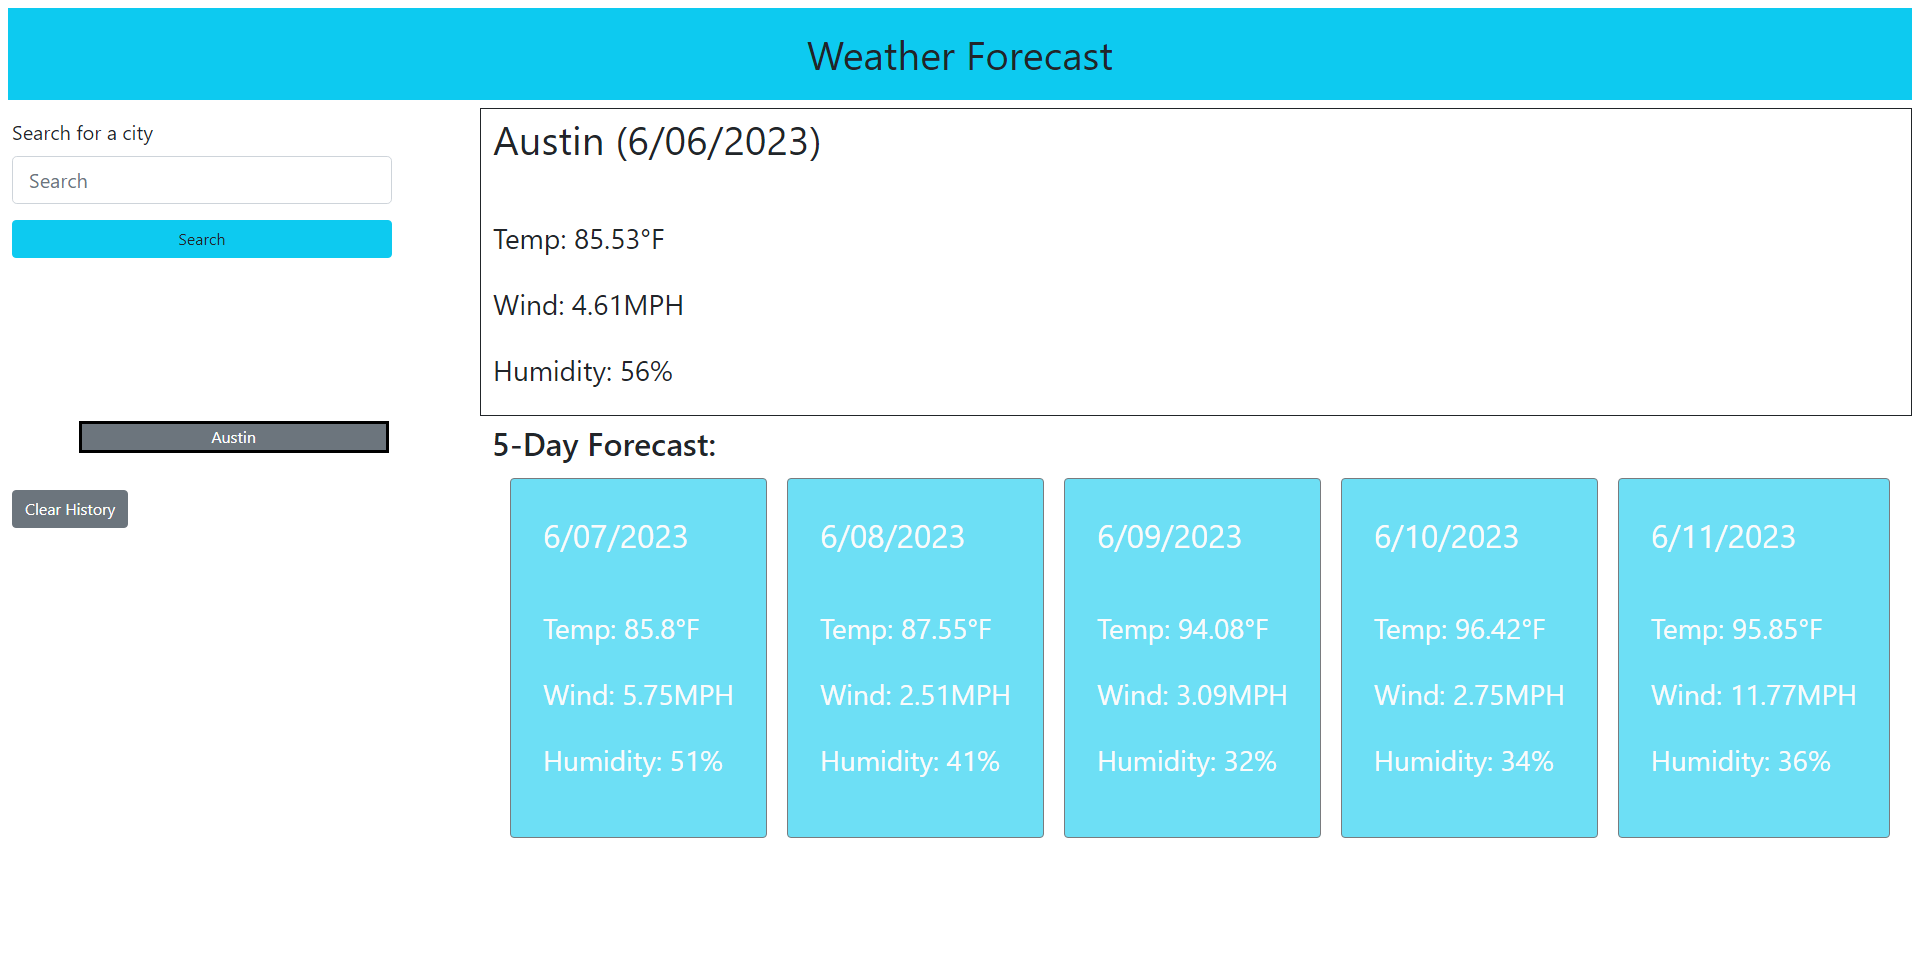 Weather Forecast
Search for a city
Search
Search
Austin
Clear History
Austin (6/06/2023)
Temp: 85.53°F
Wind: 4.61MPH
Humidity: 56%
5-Day Forecast:
6/07/2023
Temp: 85.8°F
Wind: 5.75MPH
Humidity: 51%
6/08/2023
Temp: 87.55°F
Wind: 2.51MPH
Humidity: 41%
6/09/2023
Temp: 94.08°F
Wind: 3.09MPH
Humidity: 32%
6/10/2023
Temp: 96.42°F
Wind: 2.75MPH
Humidity: 34%
6/11/2023
Temp: 95.85°F
Wind: 11.77MPH
Humidity: 36%